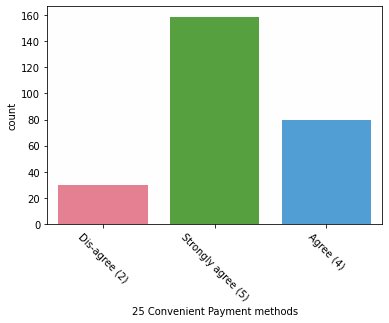 160
140
120
100
80
60
40
20
0
count
Dis-agree (2)
Strongly agree (5)
Agree (4)
25 Convenient Payment methods